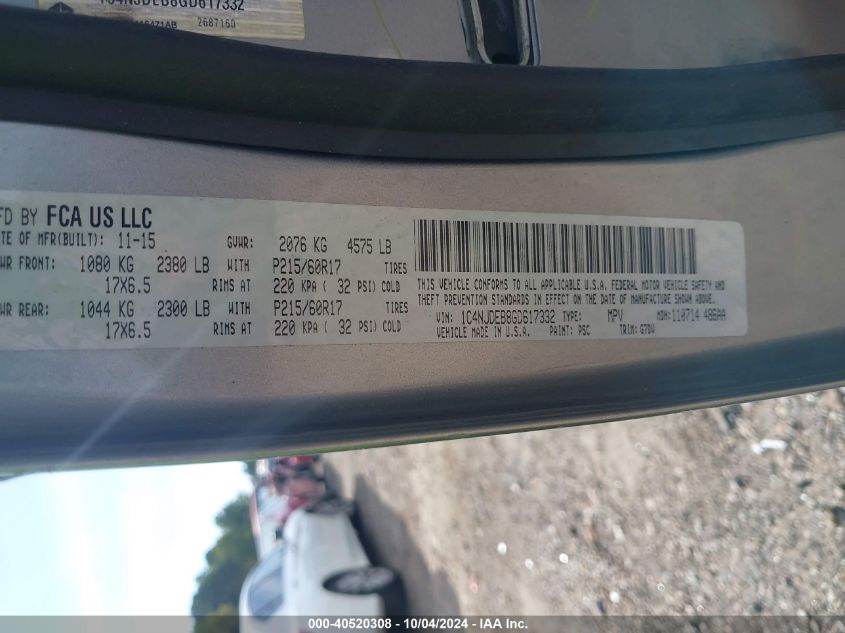 1C4NJDEB8GD617332
2687160
FD BY FCA US LLC
TE OF MFR(BUILT): 11-15 GVWR: 2076 KG 4575 LB
WR FRONT: 1080 KG 2380 LB WITH P215/60R17 TIRES
17X6.5 RIMS AT 220 KPA ( 32 PSI) COLD
WR REAR: 1044 KG 2300 LB WITH P215/60R17 TIRES
17X6.5 RIMS AT 220 KPA ( 32 PSI) COLD
THIS VEHICLE CONFORMS TO ALL APPLICABLE U.S.A. FEDERAL MOTOR VEHICLE SAFETY AND
THEFT PREVENTION STANDARDS IN EFFECT ON THE DATE OF MANUFACTURE SHOWN ABOVE.
VIN: 1C4NJDEB8GD617332 TYPE: MPV MDH: 110714 486AA
VEHICLE MADE IN U.S.A. PAINT: PSC TRIM: G7DV
000-40520308 - 10/04/2024 - IAA Inc.